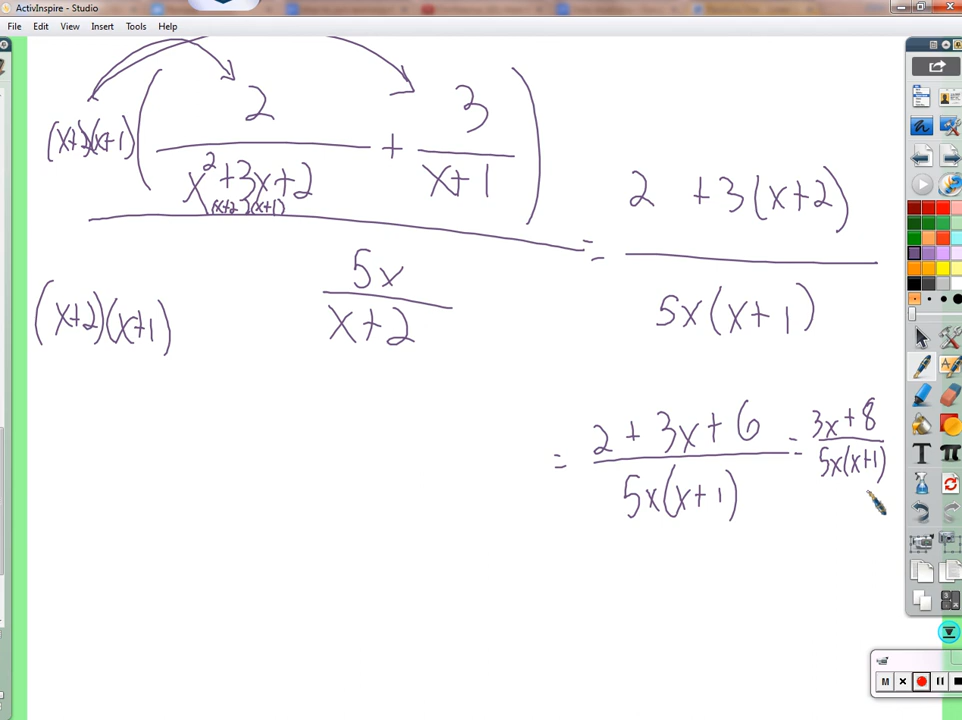 ActivInspire - Studio
File Edit View Insert Tools Help
(x+2)(x+1) ( 2 / x²+3x+2 + 3 / x+1 )
(x+2)(x+1)
(x+2)(x+1) 5x / x+2
= 2 +3(x+2) / 5x(x+1)
= 2 + 3x + 6 / 5x(x+1) = 3x+8 / 5x(x+1)
T π
M